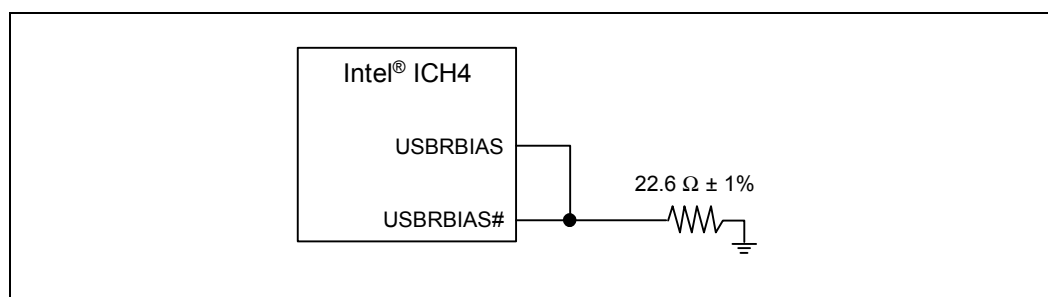 Intel® ICH4
USBRBIAS
22.6 Ω ± 1%
USBRBIAS#